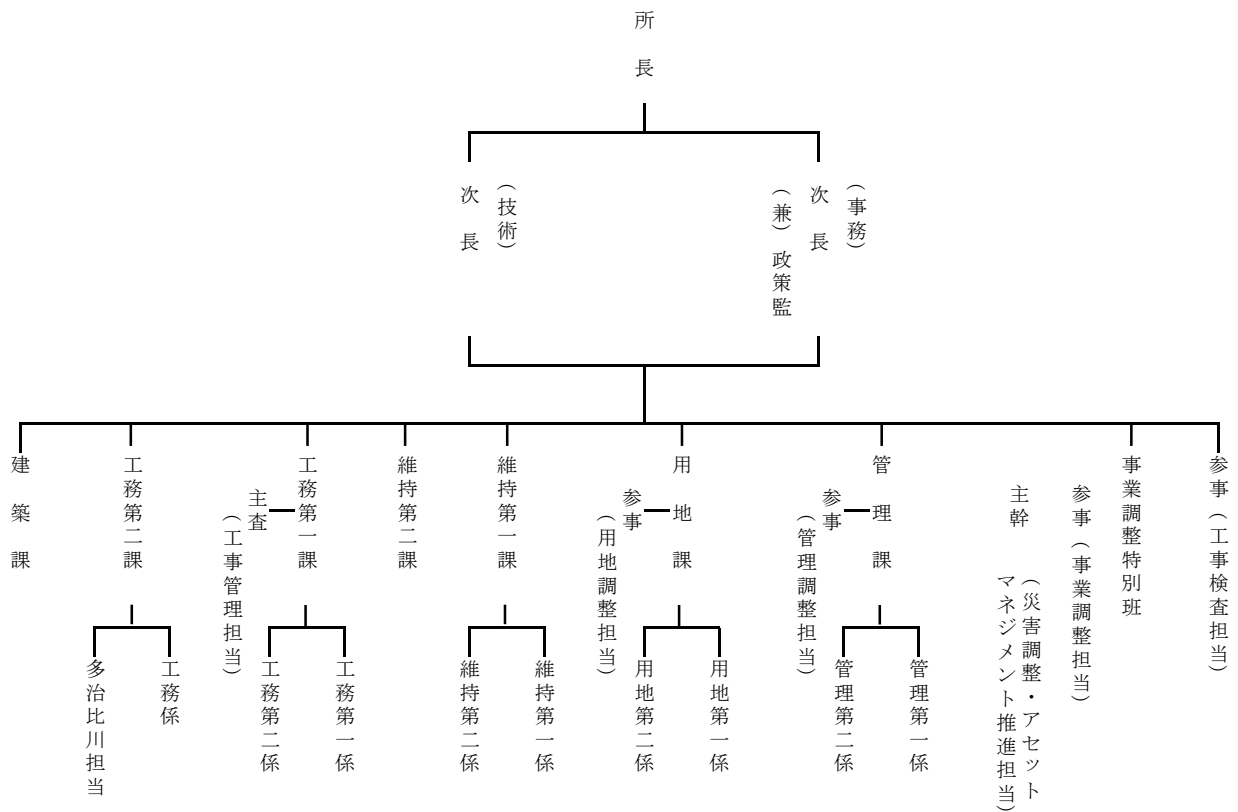 所長
(事務)
次長
(兼)政策監
(技術)
次長
参事(工事検査担当)
事業調整特別班
参事(事業調整担当)
主幹
(災害調整・アセット
マネジメント推進担当)
管理課
参事
(管理調整担当)
管理第一係
管理第二係
用地課
参事
(用地調整担当)
用地第一係
用地第二係
維持第一課
維持第一係
維持第二係
維持第二課
工務第一課
主査
(工事管理担当)
工務第一係
工務第二係
工務第二課
工務係
多治比川担当
建築課